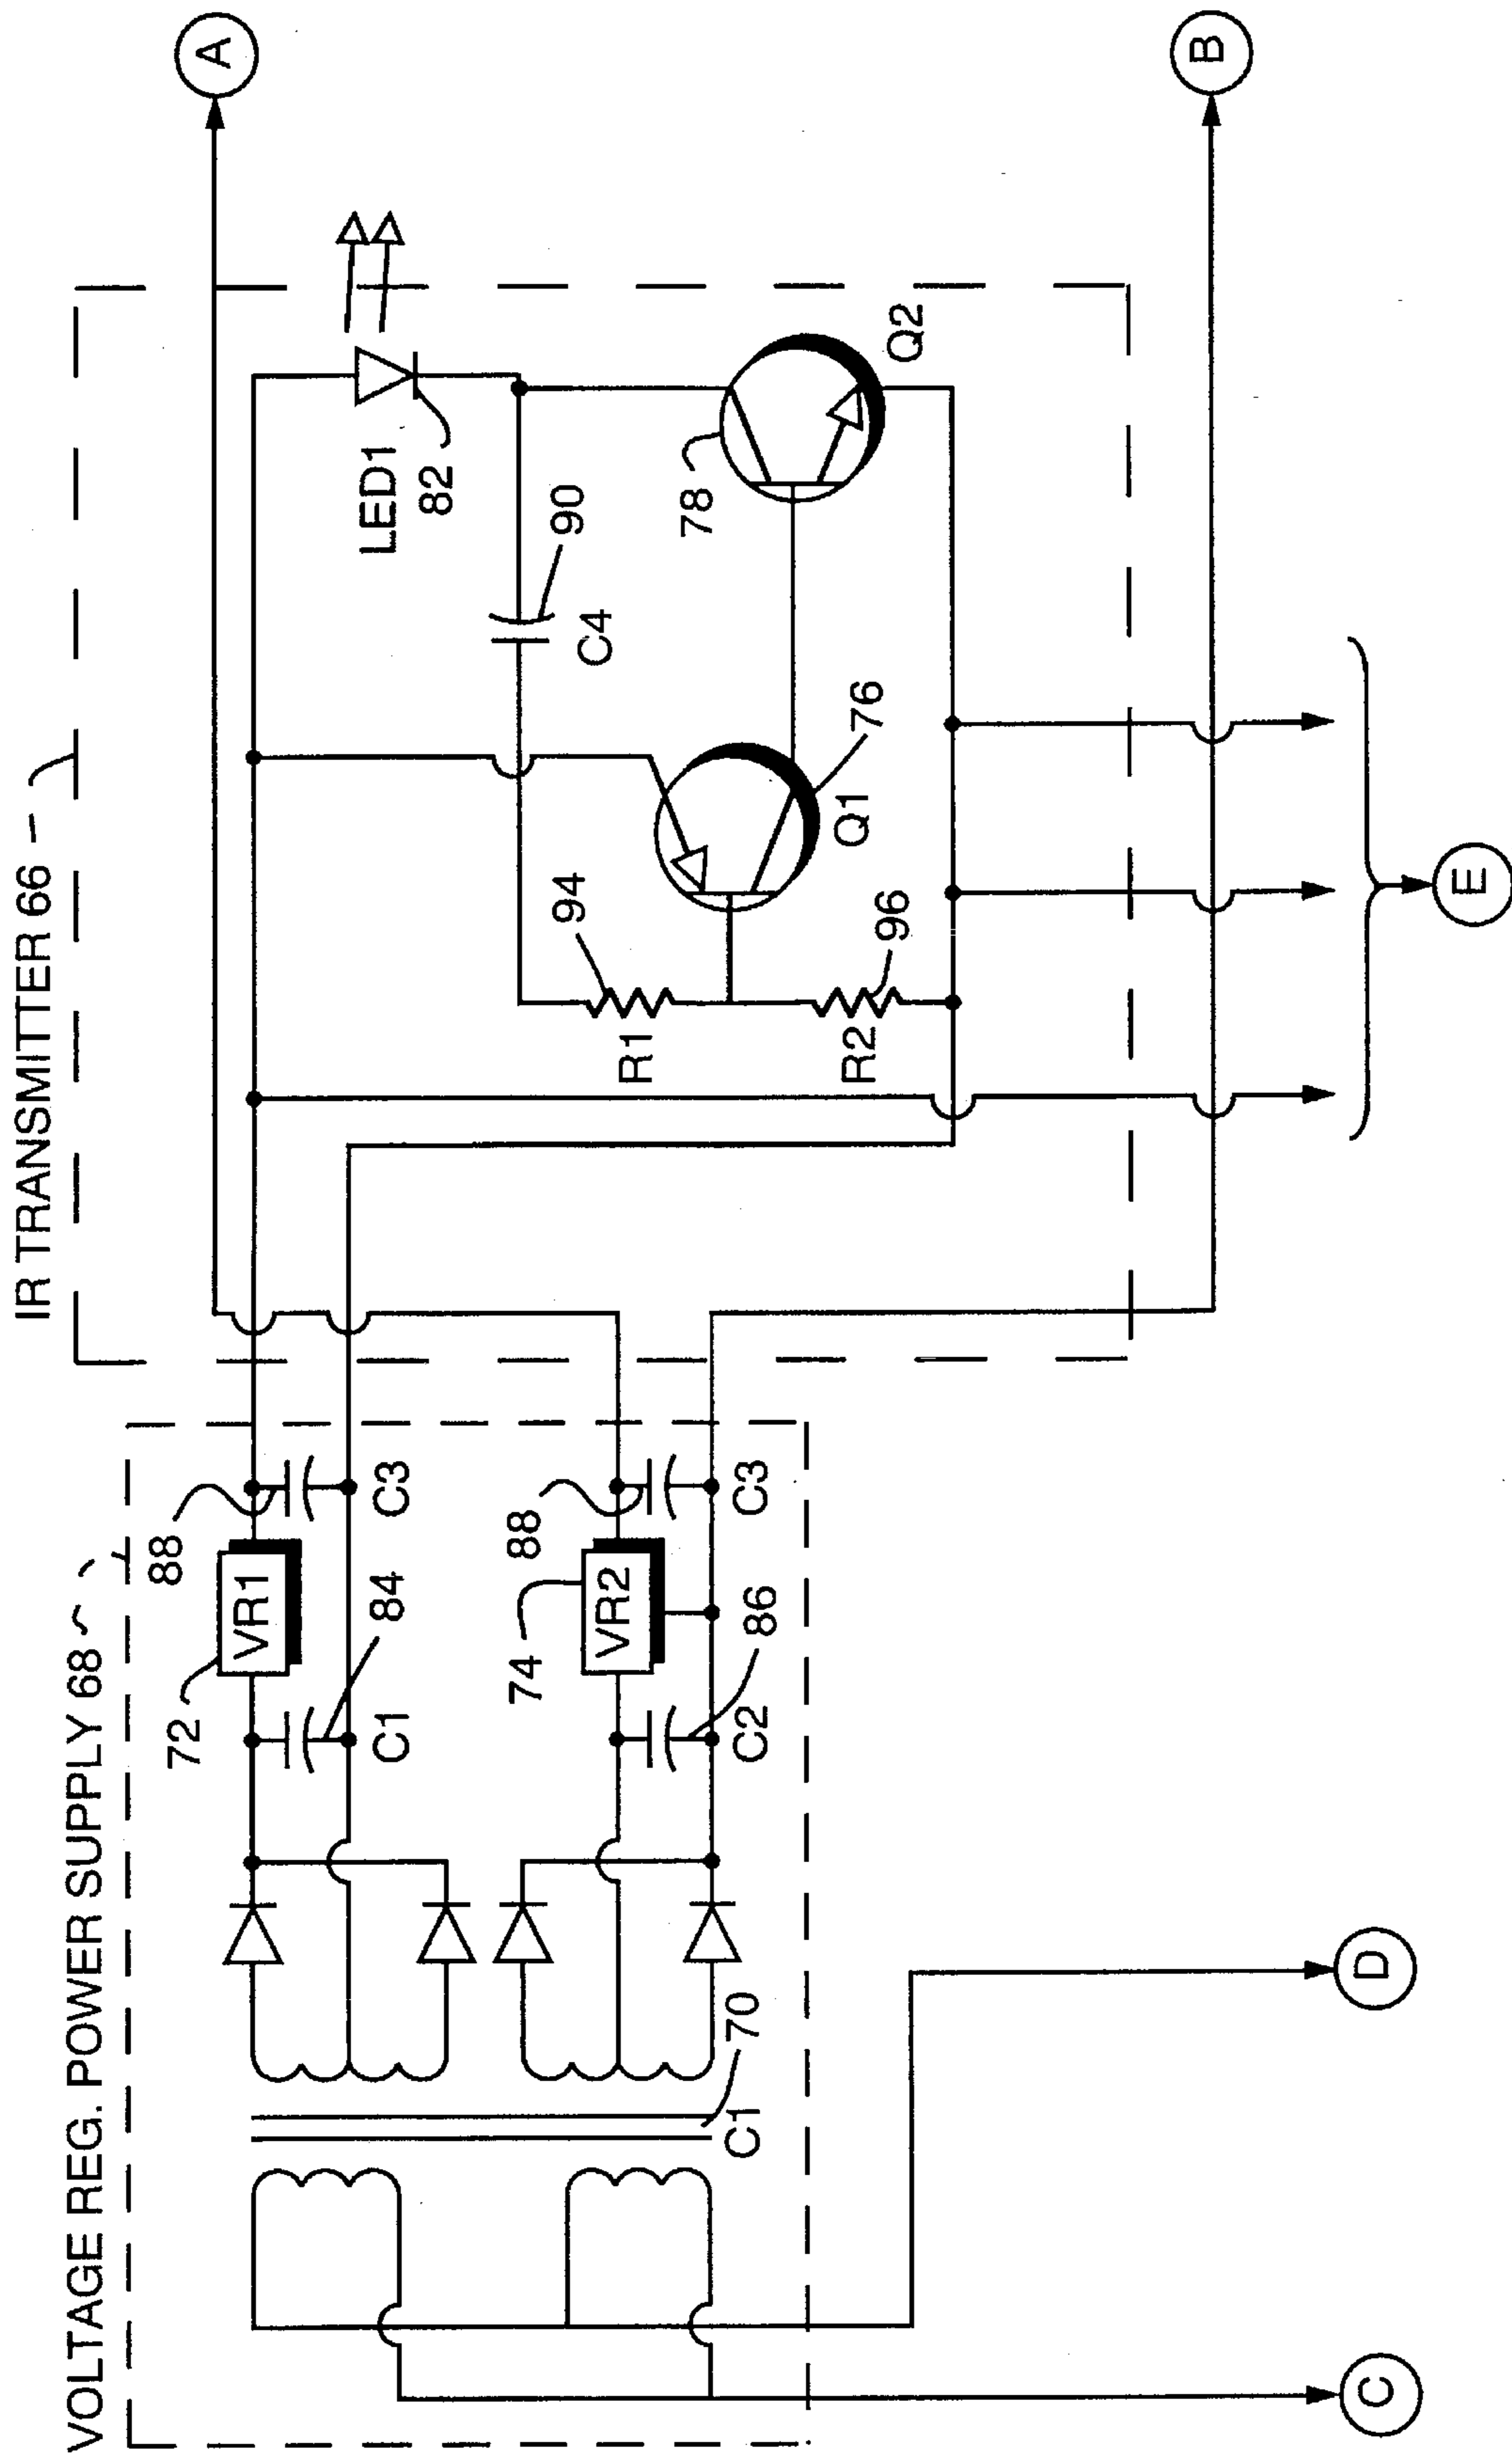 IR TRANSMITTER 66
VOLTAGE REG. POWER SUPPLY 68
A
B
C
D
E
72
VR1
88
C3
84
C1
74
VR2
88
C3
86
C2
70
C1
LED1
82
90
C4
78
Q2
76
Q1
94
R1
96
R2